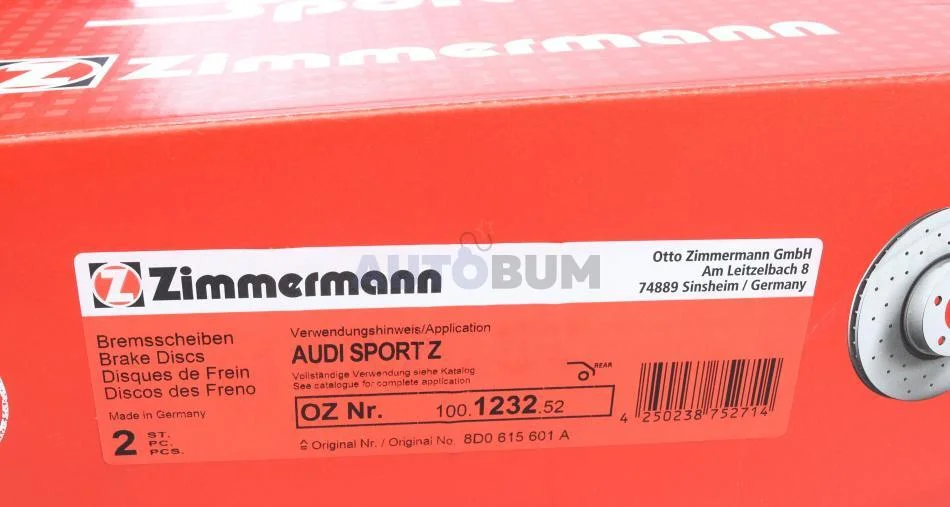 Zimmermann
Zimmermann
AUTOBUM
Otto Zimmermann GmbH
Am Leitzelbach 8
74889 Sinsheim / Germany
Bremsscheiben
Brake Discs
Disques de Frein
Discos de Freno
Made in Germany
2 ST.
PC.
PCS.
Verwendungshinweis/Application
AUDI SPORT Z
Vollständige Verwendung siehe Katalog
See catalogue for complete application
REAR
OZ Nr. 100.1232.52
≙ Original Nr. / Original No. 8D0 615 601 A
4 250238 752714